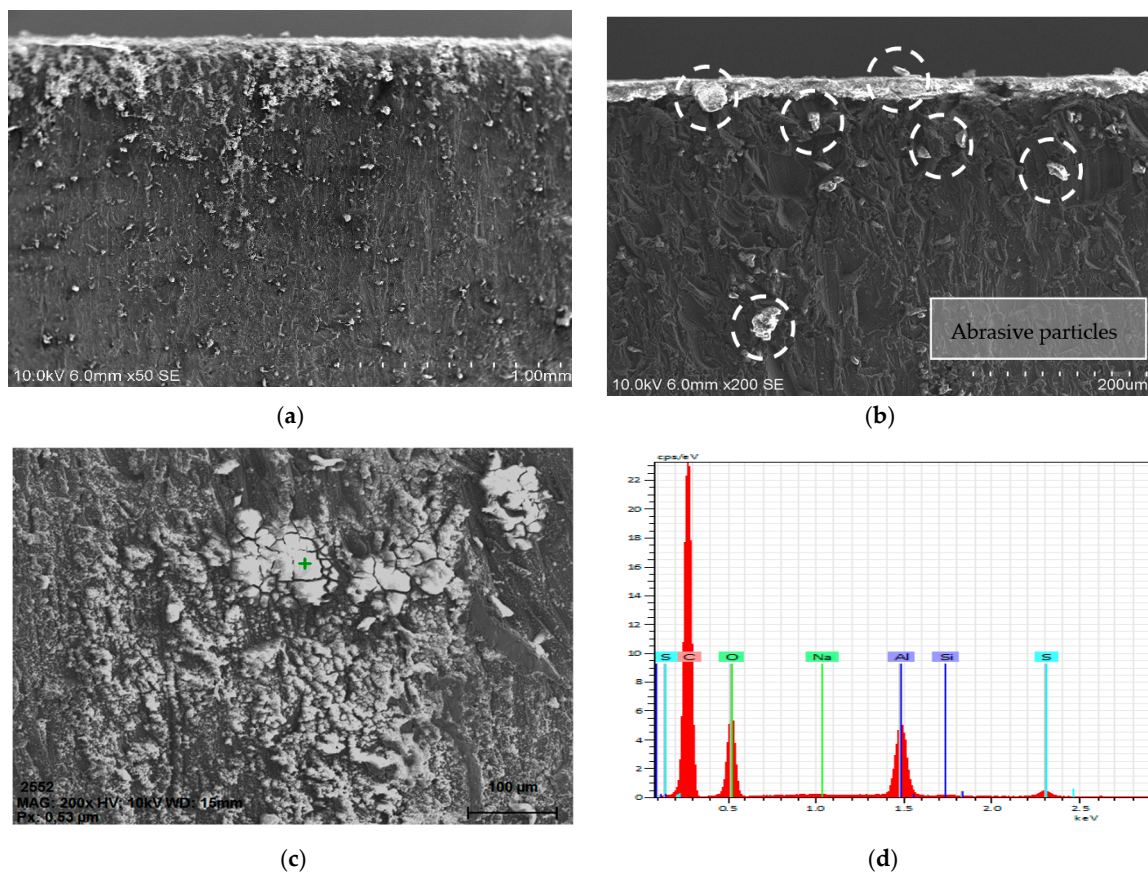 10.0kV 6.0mm x50 SE 1.00mm
(a)
Abrasive particles
10.0kV 6.0mm x200 SE 200um
(b)
2552
MAG: 200x HV: 10kV WD: 15mm
Px: 0,53 µm
100 µm
(c)
cps/eV
22
20
18
16
14
12
10
8
6
4
2
0
S C O Na Al Si S
0.5 1.0 1.5 2.0 2.5
keV
(d)